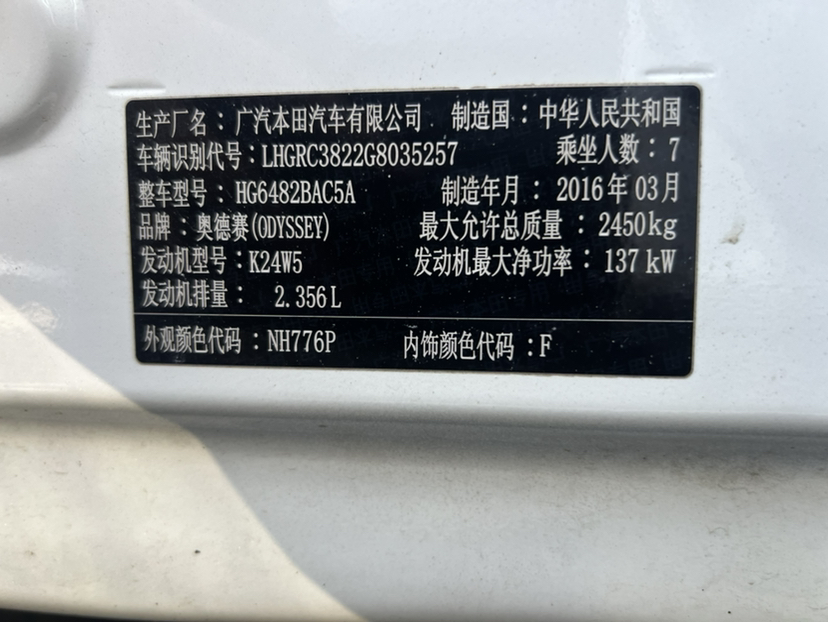 生产厂名：广汽本田汽车有限公司 制造国：中华人民共和国
车辆识别代号：LHGRC3822G8035257 乘坐人数：7
整车型号：HG6482BAC5A 制造年月：2016年03月
品牌：奥德赛(ODYSSEY) 最大允许总质量：2450kg
发动机型号：K24W5 发动机最大净功率：137kW
发动机排量：2.356L
外观颜色代码：NH776P 内饰颜色代码：F